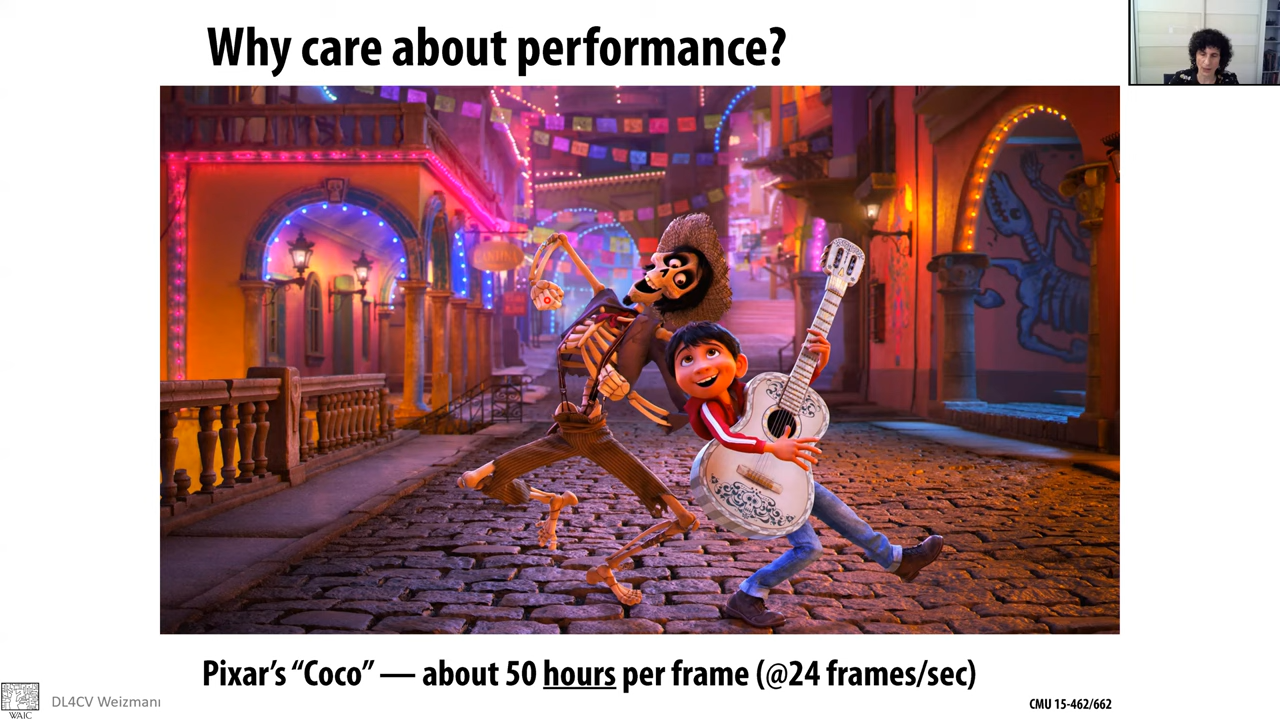 Why care about performance?
Pixar’s “Coco” — about 50 hours per frame (@24 frames/sec)
CMU 15-462/662
DL4CV Weizmann
WAIC